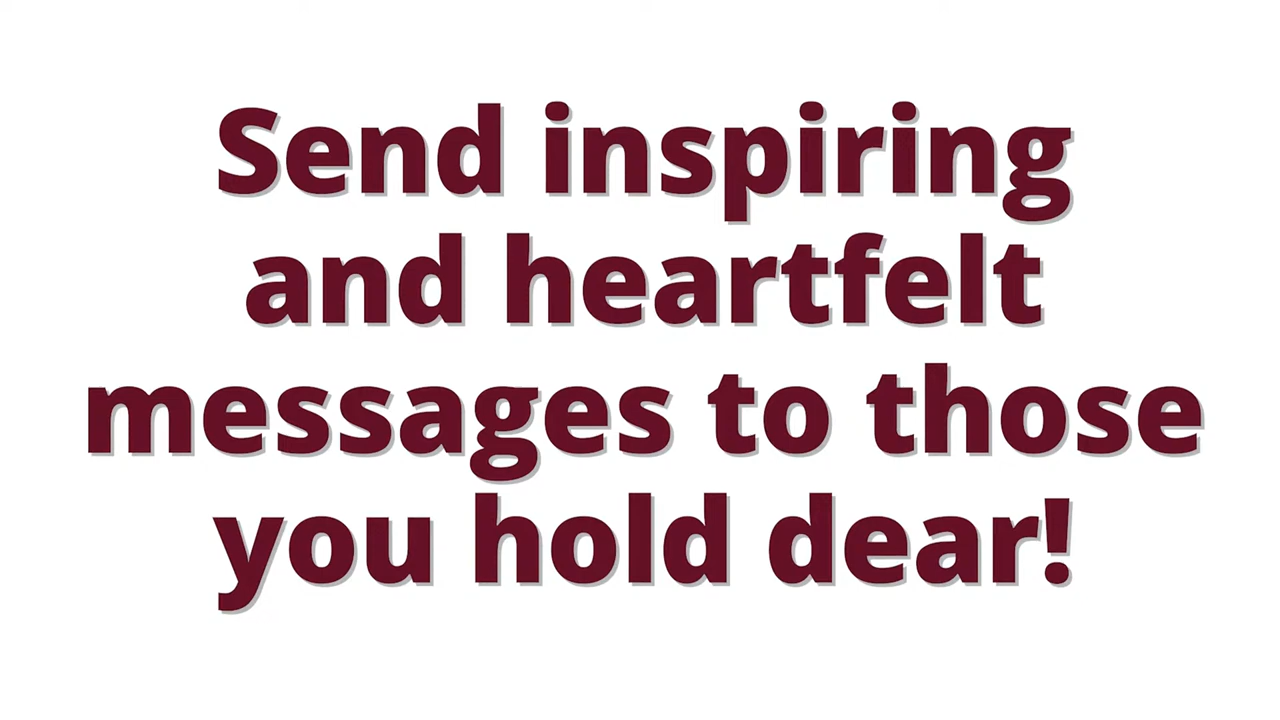 Send inspiring
and heartfelt
messages to those
you hold dear!